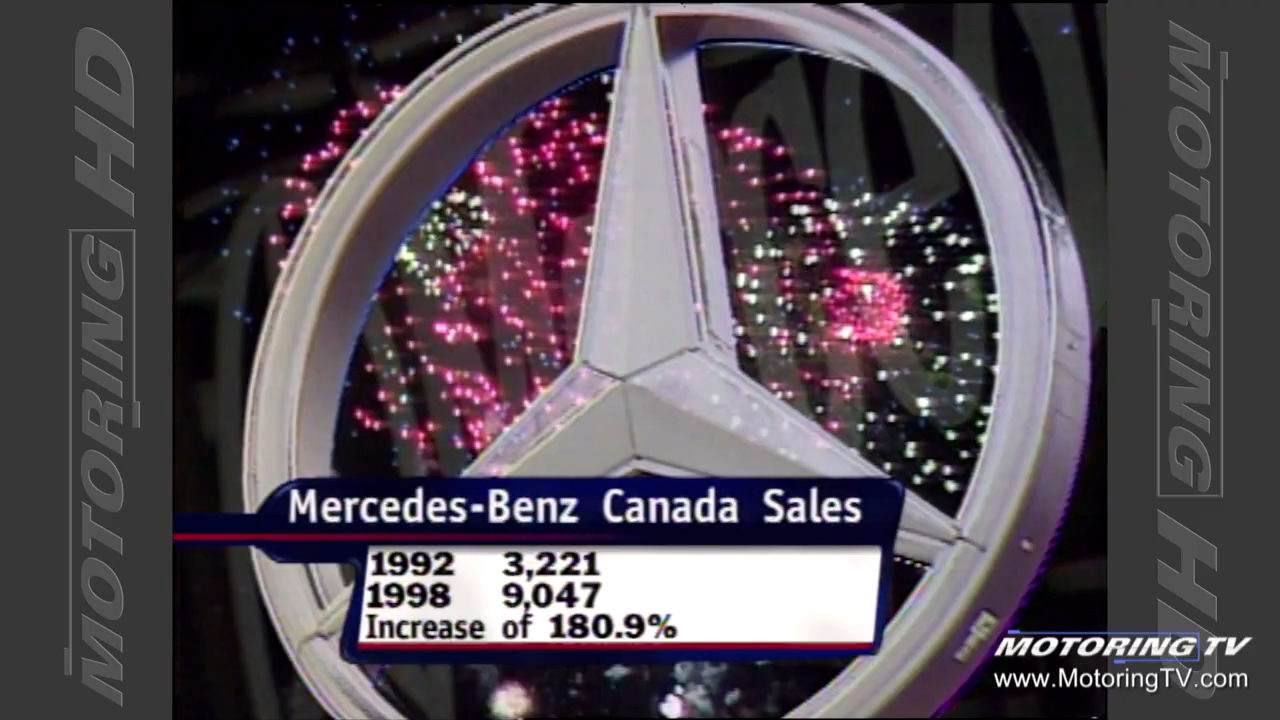 MOTORING HD
Mercedes-Benz Canada Sales
1992 3,221
1998 9,047
Increase of 180.9%
MOTORING TV
www.MotoringTV.com
MOTORING HD